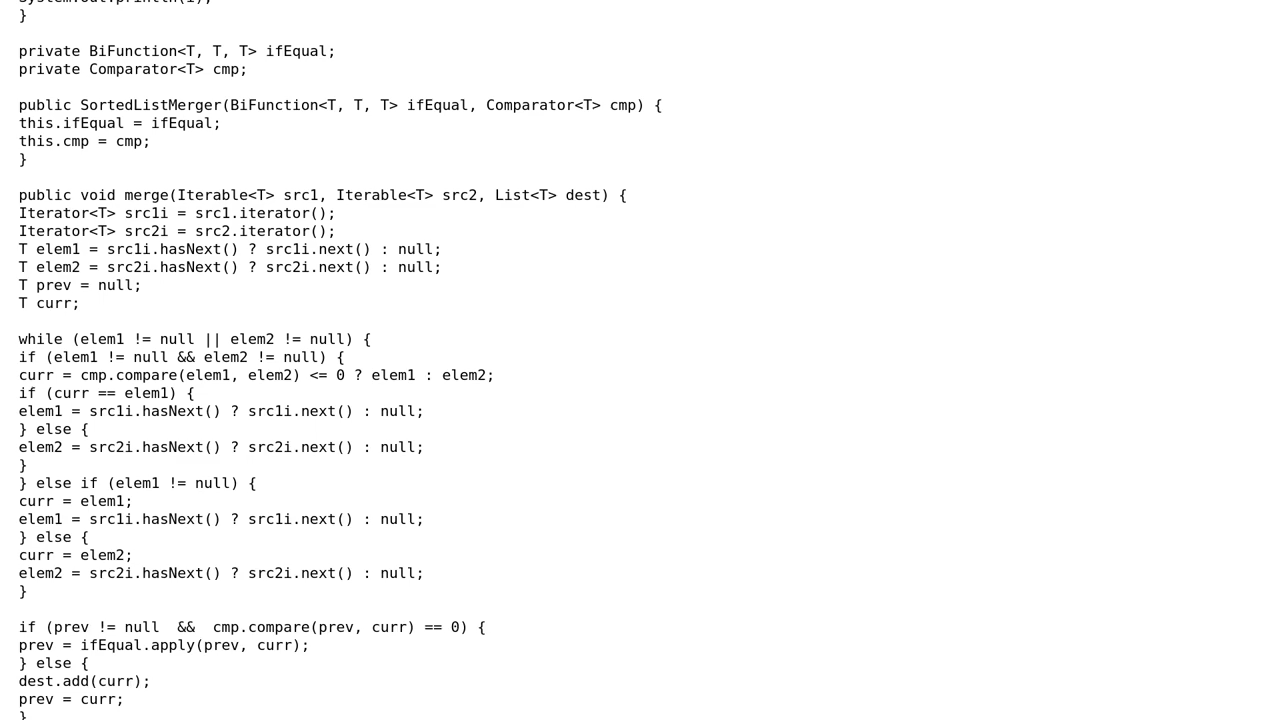 System.out.println(i);
}
private BiFunction<T, T, T> ifEqual;
private Comparator<T> cmp;
public SortedListMerger(BiFunction<T, T, T> ifEqual, Comparator<T> cmp) {
this.ifEqual = ifEqual;
this.cmp = cmp;
}
public void merge(Iterable<T> src1, Iterable<T> src2, List<T> dest) {
Iterator<T> src1i = src1.iterator();
Iterator<T> src2i = src2.iterator();
T elem1 = src1i.hasNext() ? src1i.next() : null;
T elem2 = src2i.hasNext() ? src2i.next() : null;
T prev = null;
T curr;
while (elem1 != null || elem2 != null) {
if (elem1 != null && elem2 != null) {
curr = cmp.compare(elem1, elem2) <= 0 ? elem1 : elem2;
if (curr == elem1) {
elem1 = src1i.hasNext() ? src1i.next() : null;
} else {
elem2 = src2i.hasNext() ? src2i.next() : null;
}
} else if (elem1 != null) {
curr = elem1;
elem1 = src1i.hasNext() ? src1i.next() : null;
} else {
curr = elem2;
elem2 = src2i.hasNext() ? src2i.next() : null;
}
if (prev != null  &&  cmp.compare(prev, curr) == 0) {
prev = ifEqual.apply(prev, curr);
} else {
dest.add(curr);
prev = curr;
}